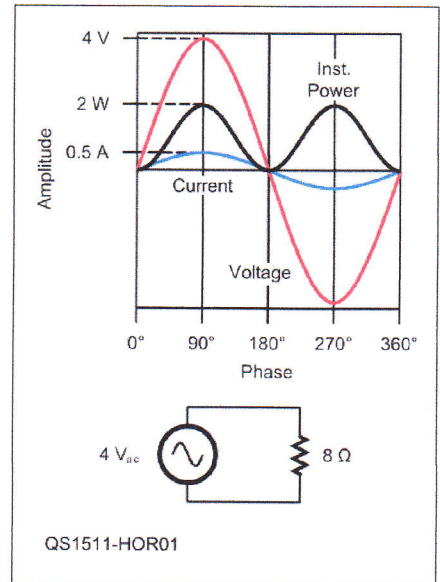 4 V
Inst.
Power
2 W
0.5 A
Amplitude
Current
Voltage
0° 90° 180° 270° 360°
Phase
4 Vac 8 Ω
QS1511-HOR01